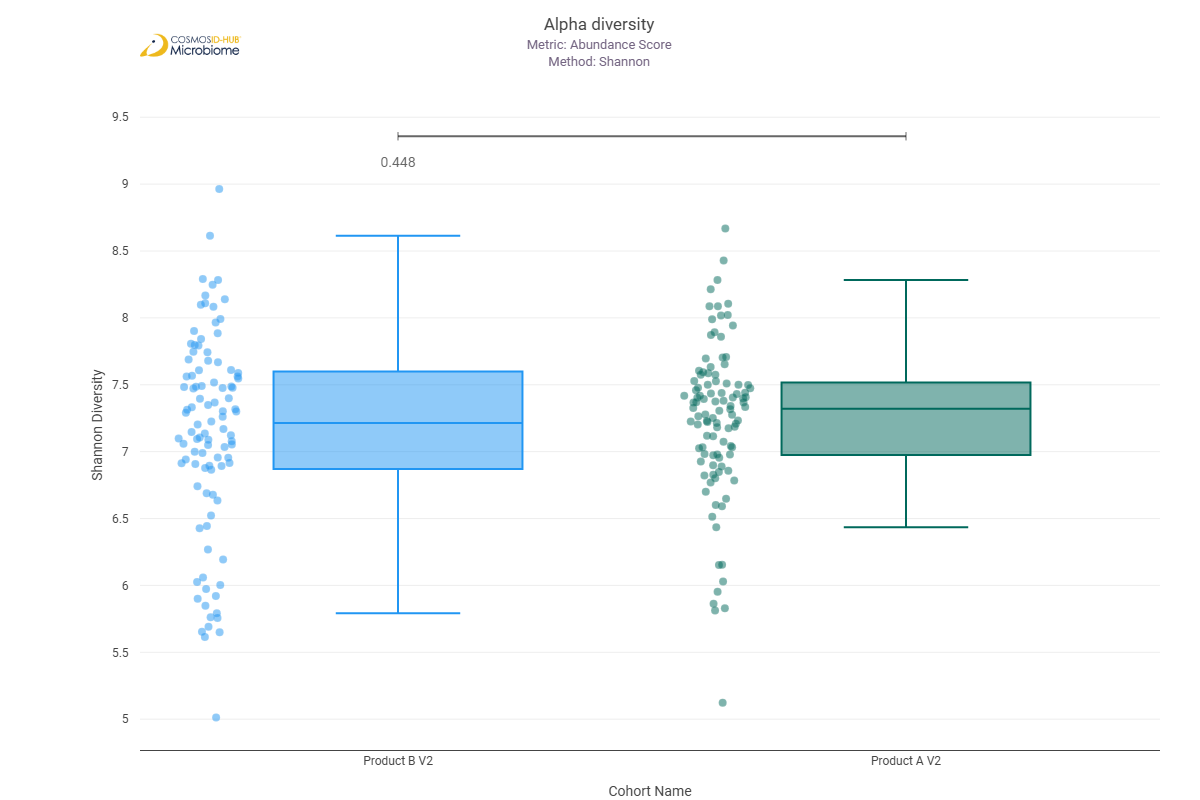 Alpha diversity
Metric: Abundance Score
Method: Shannon
COSMOSID-HUB
Microbiome
9.5
0.448
9
8.5
8
7.5
7
6.5
6
5.5
5
Shannon Diversity
Product B V2
Product A V2
Cohort Name